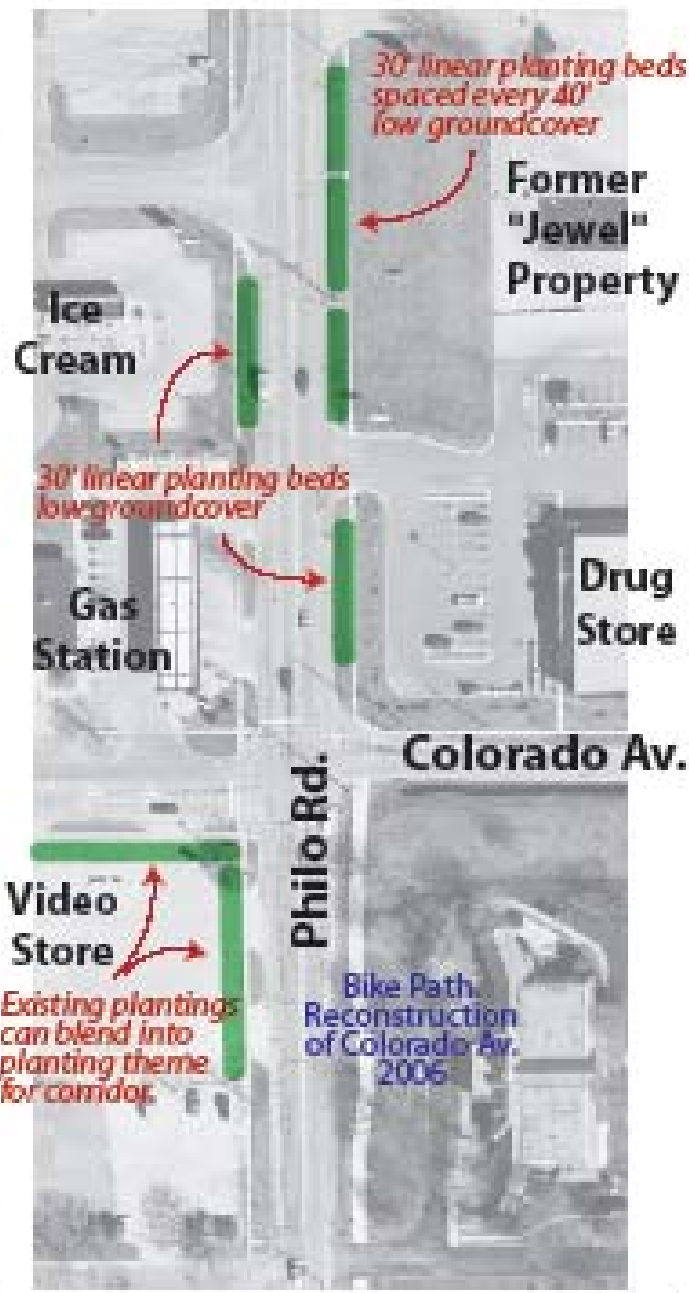 30' linear planting beds
spaced every 40'
low groundcover
Former
"Jewel"
Property
Ice
Cream
30' linear planting beds
low groundcover
Gas
Station
Drug
Store
Colorado Av.
Philo Rd.
Video
Store
Existing plantings
can blend into
planting theme
for corridor.
Bike Path
Reconstruction
of Colorado Av.
2006